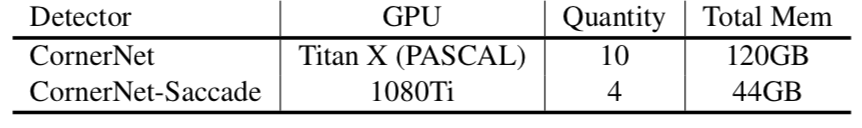 Detector GPU Quantity Total Mem
CornerNet Titan X (PASCAL) 10 120GB
CornerNet-Saccade 1080Ti 4 44GB